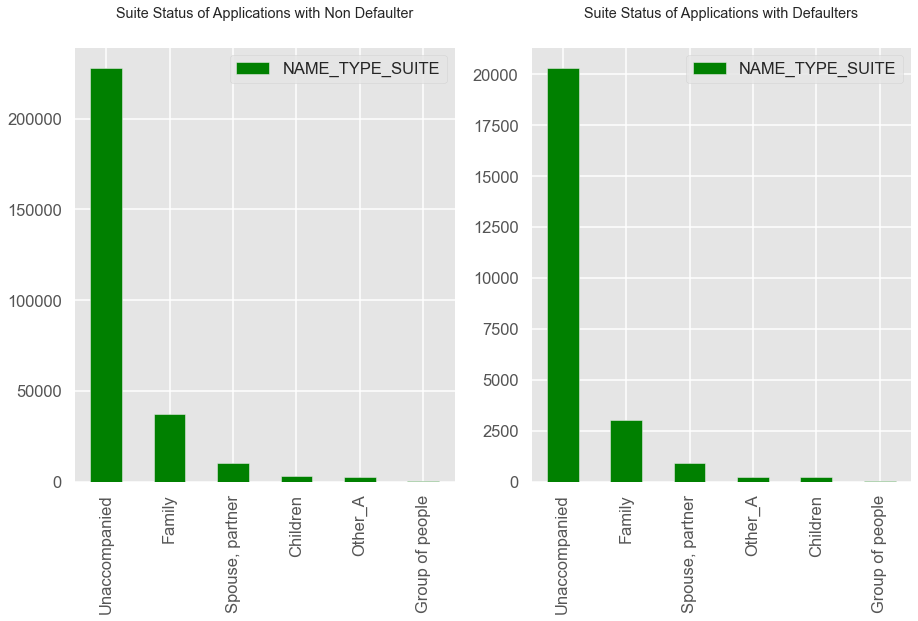 Suite Status of Applications with Non Defaulter
NAME_TYPE_SUITE
200000
150000
100000
50000
0
Unaccompanied
Family
Spouse, partner
Children
Other_A
Group of people
Suite Status of Applications with Defaulters
NAME_TYPE_SUITE
20000
17500
15000
12500
10000
7500
5000
2500
0
Unaccompanied
Family
Spouse, partner
Other_A
Children
Group of people